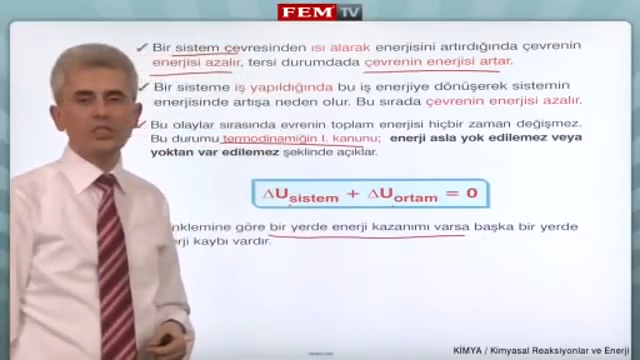 FEM TV
Bir sistem çevresinden ısı alarak enerjisini artırdığında çevrenin
enerjisi azalır, tersi durumdada çevrenin enerjisi artar.
Bir sisteme iş yapıldığında bu iş enerjiye dönüşerek sistemin
enerjisinde artışa neden olur. Bu sırada çevrenin enerjisi azalır.
Bu olaylar sırasında evrenin toplam enerjisi hiçbir zaman değişmez.
Bu durumu termodinamiğin I. kanunu; enerji asla yok edilemez veya
yoktan var edilemez şeklinde açıklar.
ΔUsistem + ΔUortam = 0
nklemine göre bir yerde enerji kazanımı varsa başka bir yerde
erji kaybı vardır.
KİMYA / Kimyasal Reaksiyonlar ve Enerji